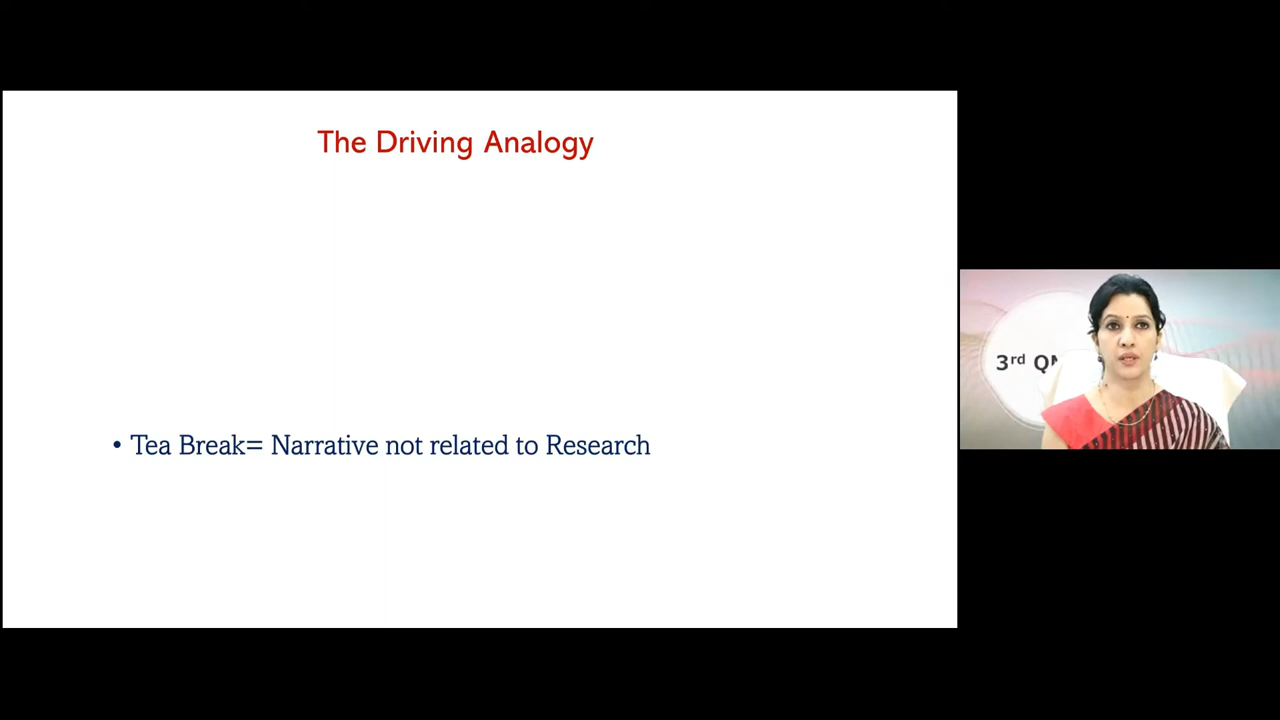 The Driving Analogy
• Tea Break= Narrative not related to Research
3rd QM